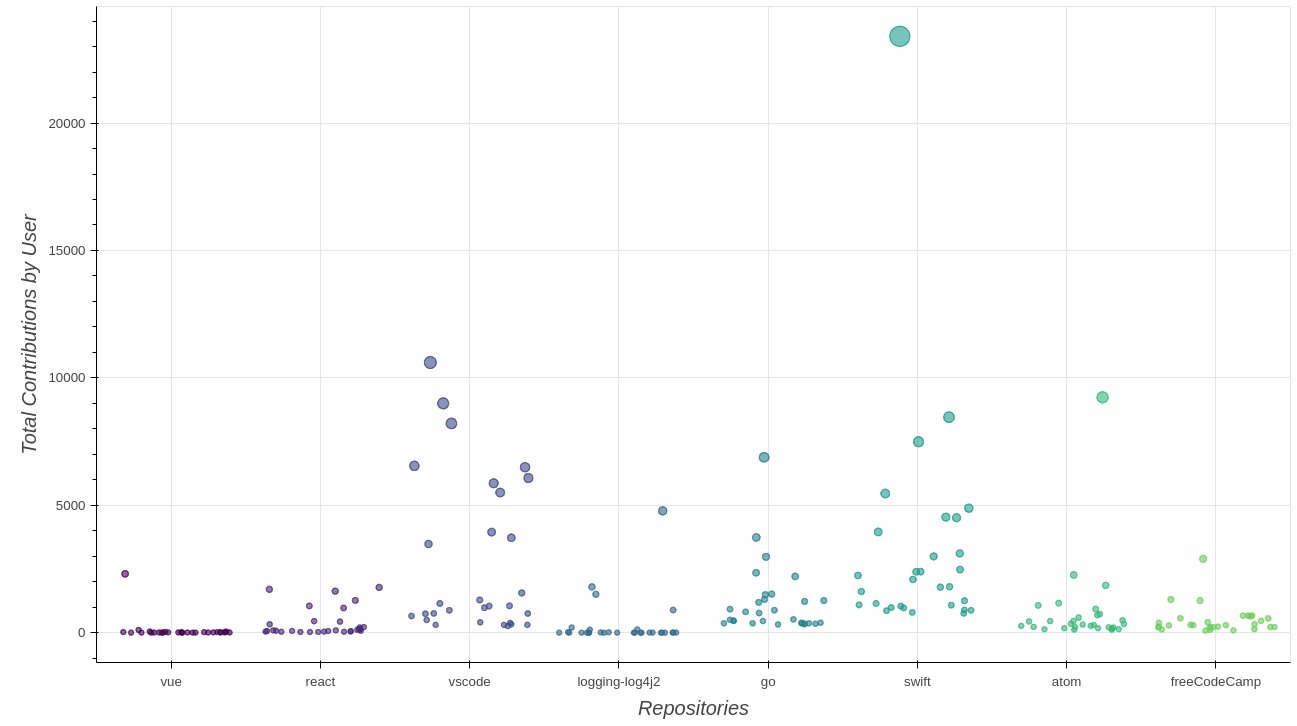 Total Contributions by User
20000
15000
10000
5000
0
vue react vscode logging-log4j2 go swift atom freeCodeCamp
Repositories